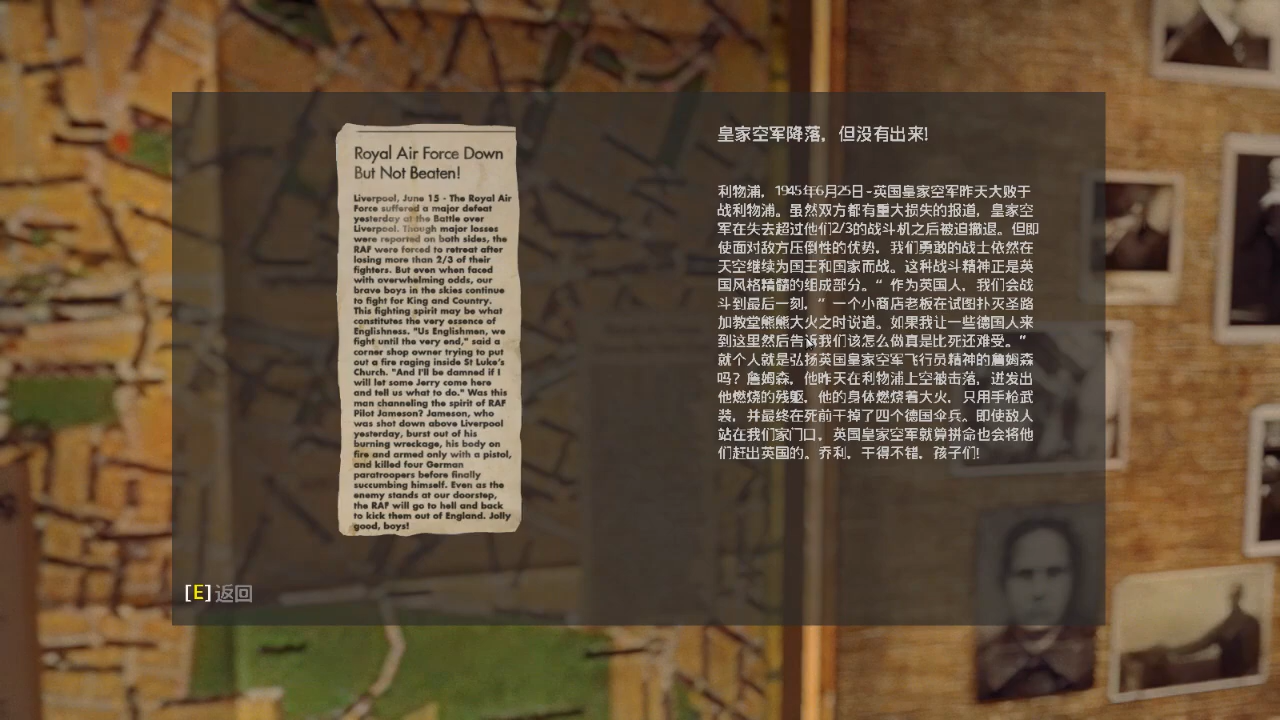 Royal Air Force Down
But Not Beaten!
Liverpool, June 15 - The Royal Air
Force suffered a major defeat
yesterday at the Battle over
Liverpool. Though major losses
were reported on both sides, the
RAF were forced to retreat after
losing more than 2/3 of their
fighters. But even when faced
with overwhelming odds, our
brave boys in the skies continue
to fight for King and Country.
This fighting spirit may be what
constitutes the very essence of
Englishness. "Us Englishmen, we
fight until the very end," said a
corner shop owner trying to put
out a fire raging inside St Luke's
Church. "And I'll be damned if I
will let some Jerry come here
and tell us what to do." Was this
man channeling the spirit of RAF
Pilot Jameson? Jameson, who
was shot down above Liverpool
yesterday, burst out of his
burning wreckage, his body on
fire and armed only with a pistol,
and killed four German
paratroopers before finally
succumbing himself. Even as the
enemy stands at our doorstep,
the RAF will go to hell and back
to kick them out of England. Jolly
good, boys!
皇家空军降落，但没有出来!
利物浦，1945年6月25日-英国皇家空军昨天大败于
战利物浦。虽然双方都有重大损失的报道，皇家空
军在失去超过他们2/3的战斗机之后被迫撤退。但即
使面对敌方压倒性的优势，我们勇敢的战士依然在
天空继续为国王和国家而战。这种战斗精神正是英
国风格精髓的组成部分。“ 作为英国人，我们会战
斗到最后一刻，” 一个小商店老板在试图扑灭圣路
加教堂熊熊大火之时说道。如果我让一些德国人来
到这里然后告诉我们该怎么做真是比死还难受。”
就个人就是弘扬英国皇家空军飞行员精神的詹姆森
吗？詹姆森，他昨天在利物浦上空被击落，迸发出
他燃烧的残躯，他的身体燃烧着大火，只用手枪武
装，并最终在死前干掉了四个德国伞兵。即使敌人
站在我们家门口，英国皇家空军就算拼命也会将他
们赶出英国的。乔利，干得不错，孩子们!
[E]返回